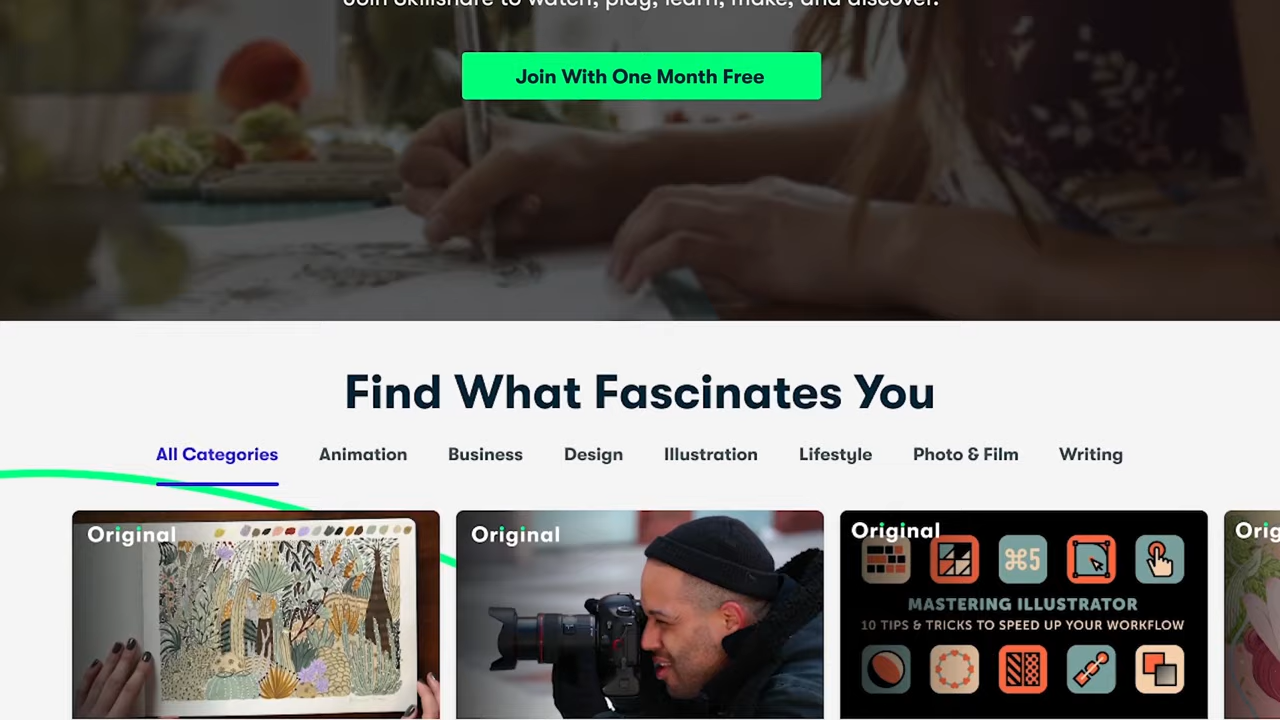 Join Skillshare to watch, play, learn, make, and discover.
Join With One Month Free
Find What Fascinates You
All Categories Animation Business Design Illustration Lifestyle Photo & Film Writing
Original Original Original Orig
⌘5
MASTERING ILLUSTRATOR
10 TIPS & TRICKS TO SPEED UP YOUR WORKFLOW